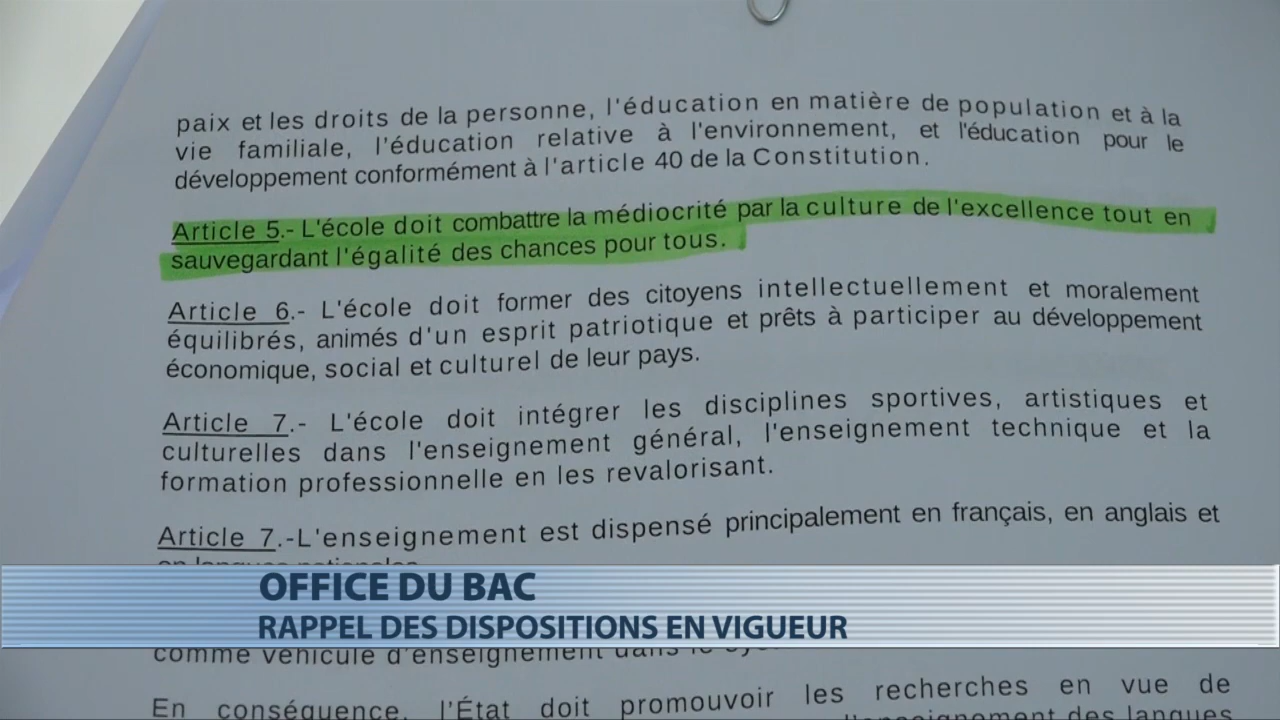 paix et les droits de la personne, l'éducation en matière de population et à la
vie familiale, l'éducation relative à l'environnement, et l'éducation pour le
développement conformément à l'article 40 de la Constitution.
Article 5.- L'école doit combattre la médiocrité par la culture de l'excellence tout en
sauvegardant l'égalité des chances pour tous.
Article 6.- L'école doit former des citoyens intellectuellement et moralement
équilibrés, animés d'un esprit patriotique et prêts à participer au développement
économique, social et culturel de leur pays.
Article 7.- L'école doit intégrer les disciplines sportives, artistiques et
culturelles dans l'enseignement général, l'enseignement technique et la
formation professionnelle en les revalorisant.
Article 7.-L'enseignement est dispensé principalement en français, en anglais et
en langues nationales.
OFFICE DU BAC
RAPPEL DES DISPOSITIONS EN VIGUEUR
comme véhicule d'enseignement dans le
En conséquence, l'État doit promouvoir les recherches en vue de
l'enseignement des langues